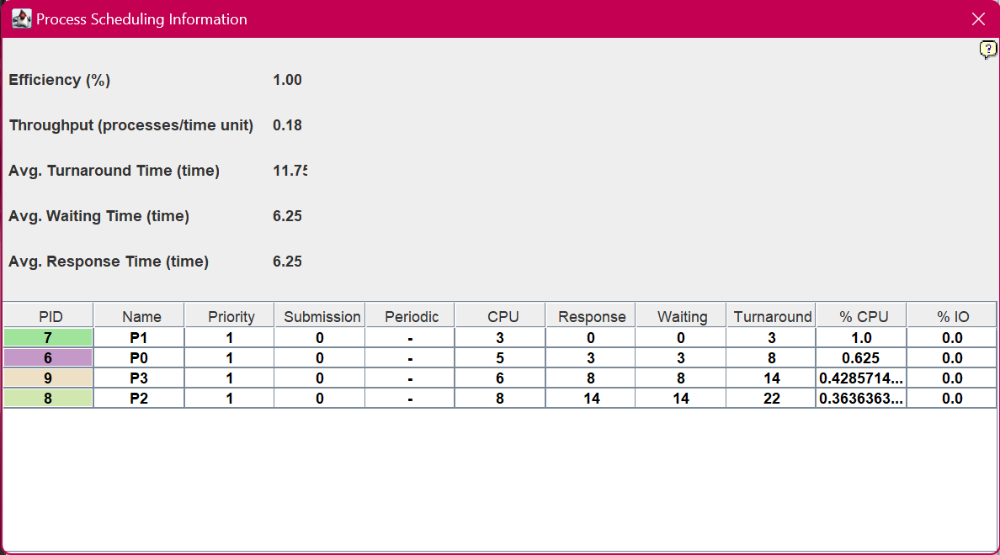 Process Scheduling Information
?
Efficiency (%) 1.00
Throughput (processes/time unit) 0.18
Avg. Turnaround Time (time) 11.75
Avg. Waiting Time (time) 6.25
Avg. Response Time (time) 6.25
PID Name Priority Submission Periodic CPU Response Waiting Turnaround % CPU % IO
7 P1 1 0 - 3 0 0 3 1.0 0.0
6 P0 1 0 - 5 3 3 8 0.625 0.0
9 P3 1 0 - 6 8 8 14 0.4285714... 0.0
8 P2 1 0 - 8 14 14 22 0.3636363... 0.0